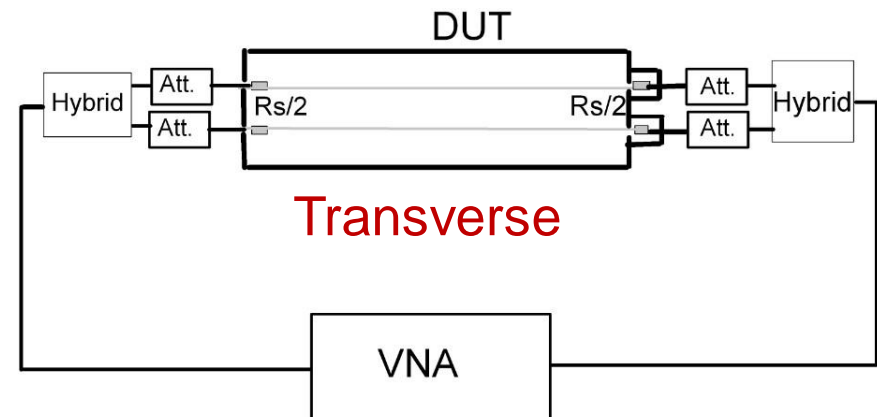 DUT
Hybrid
Att.
Att.
Rs/2
Rs/2
Att.
Att.
Hybrid
Transverse
VNA